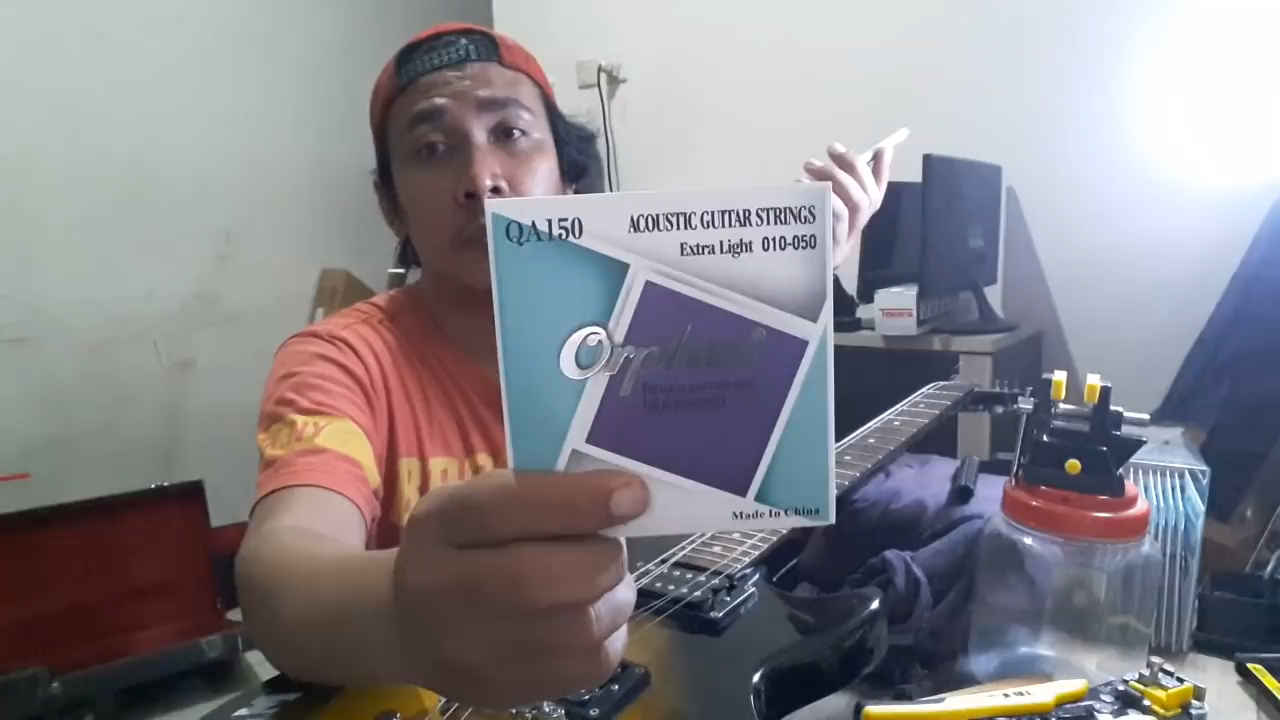 QA150
ACOUSTIC GUITAR STRINGS
Extra Light 010-050
Orphee
Made In China